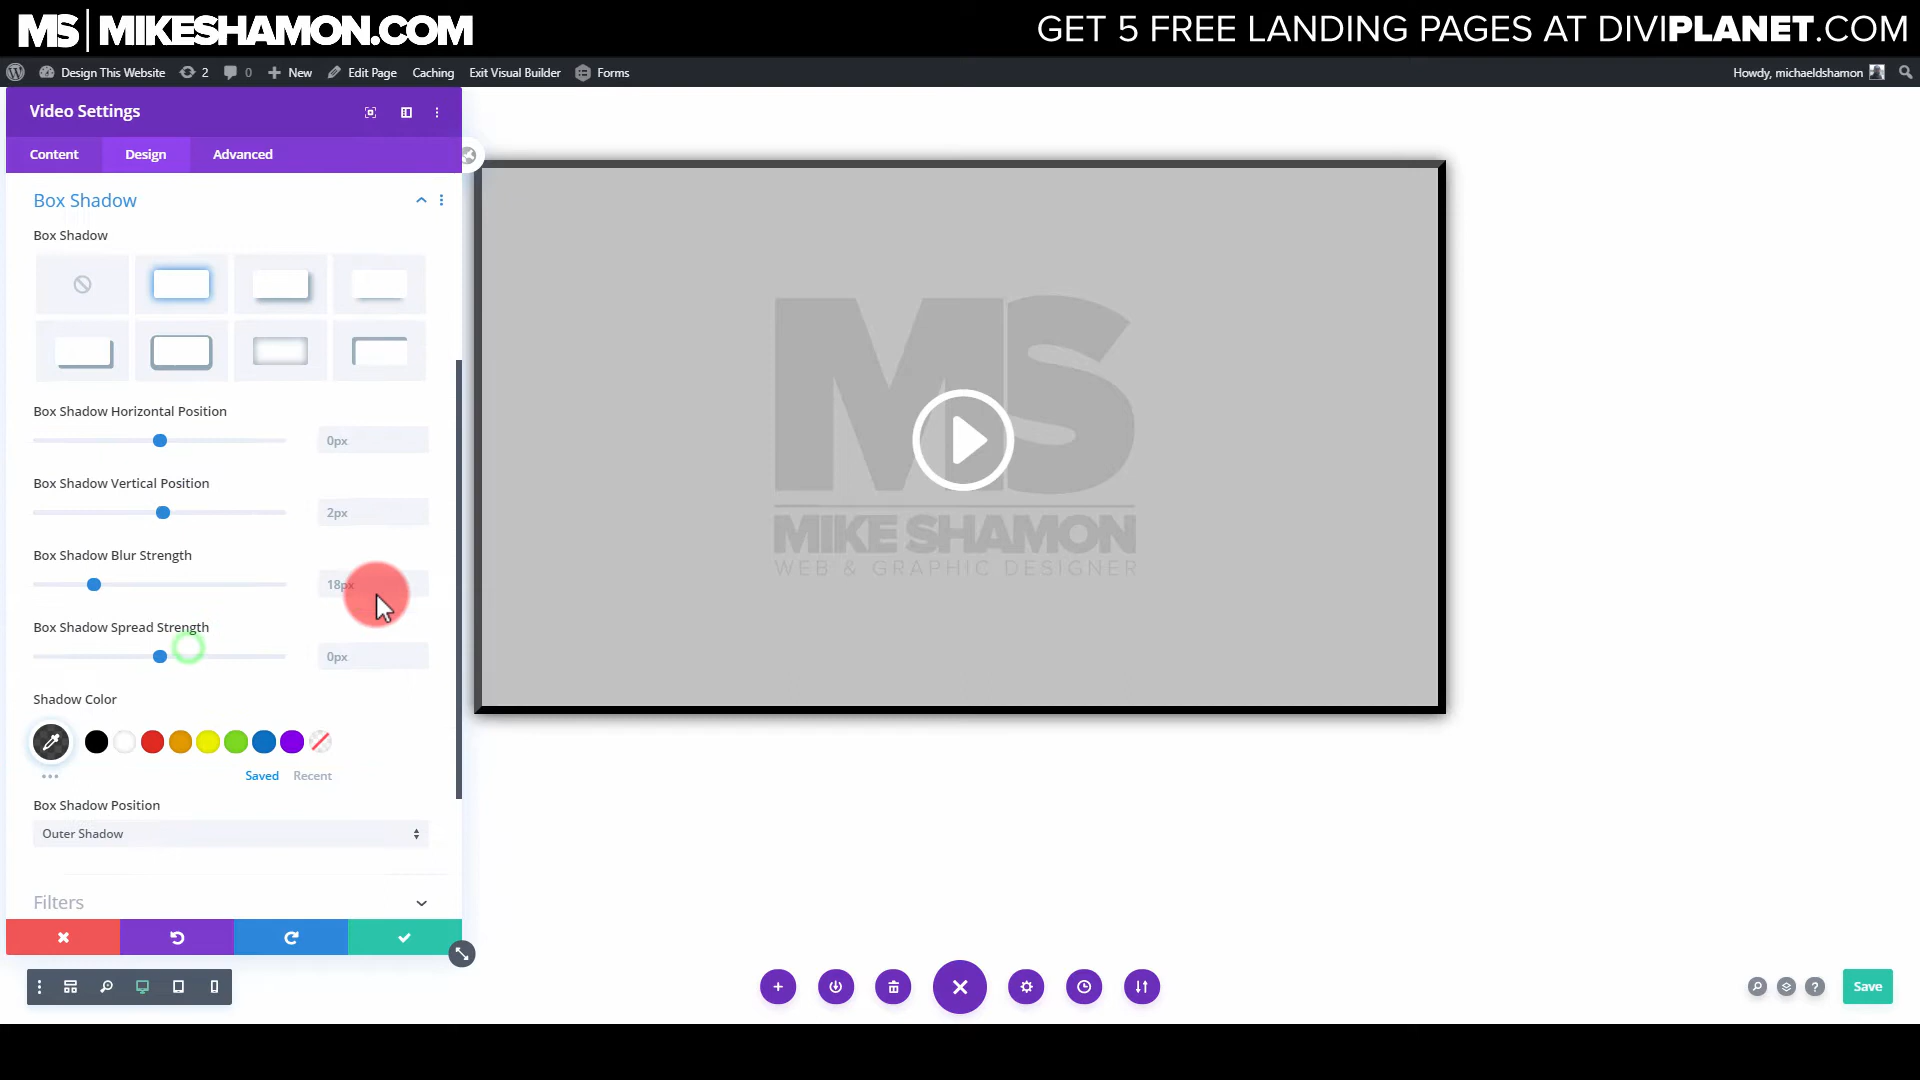 MS | MIKESHAMON.COM
GET 5 FREE LANDING PAGES AT DIVIPLANET.COM
Design This Website 2 0 New Edit Page Caching Exit Visual Builder Forms
Howdy, michaeldshamon
Video Settings
Content Design Advanced
Box Shadow
Box Shadow
Box Shadow Horizontal Position
0px
Box Shadow Vertical Position
2px
Box Shadow Blur Strength
18px
Box Shadow Spread Strength
0px
Shadow Color
Saved Recent
Box Shadow Position
Outer Shadow
Filters
MS
MIKE SHAMON
WEB & GRAPHIC DESIGNER
Save